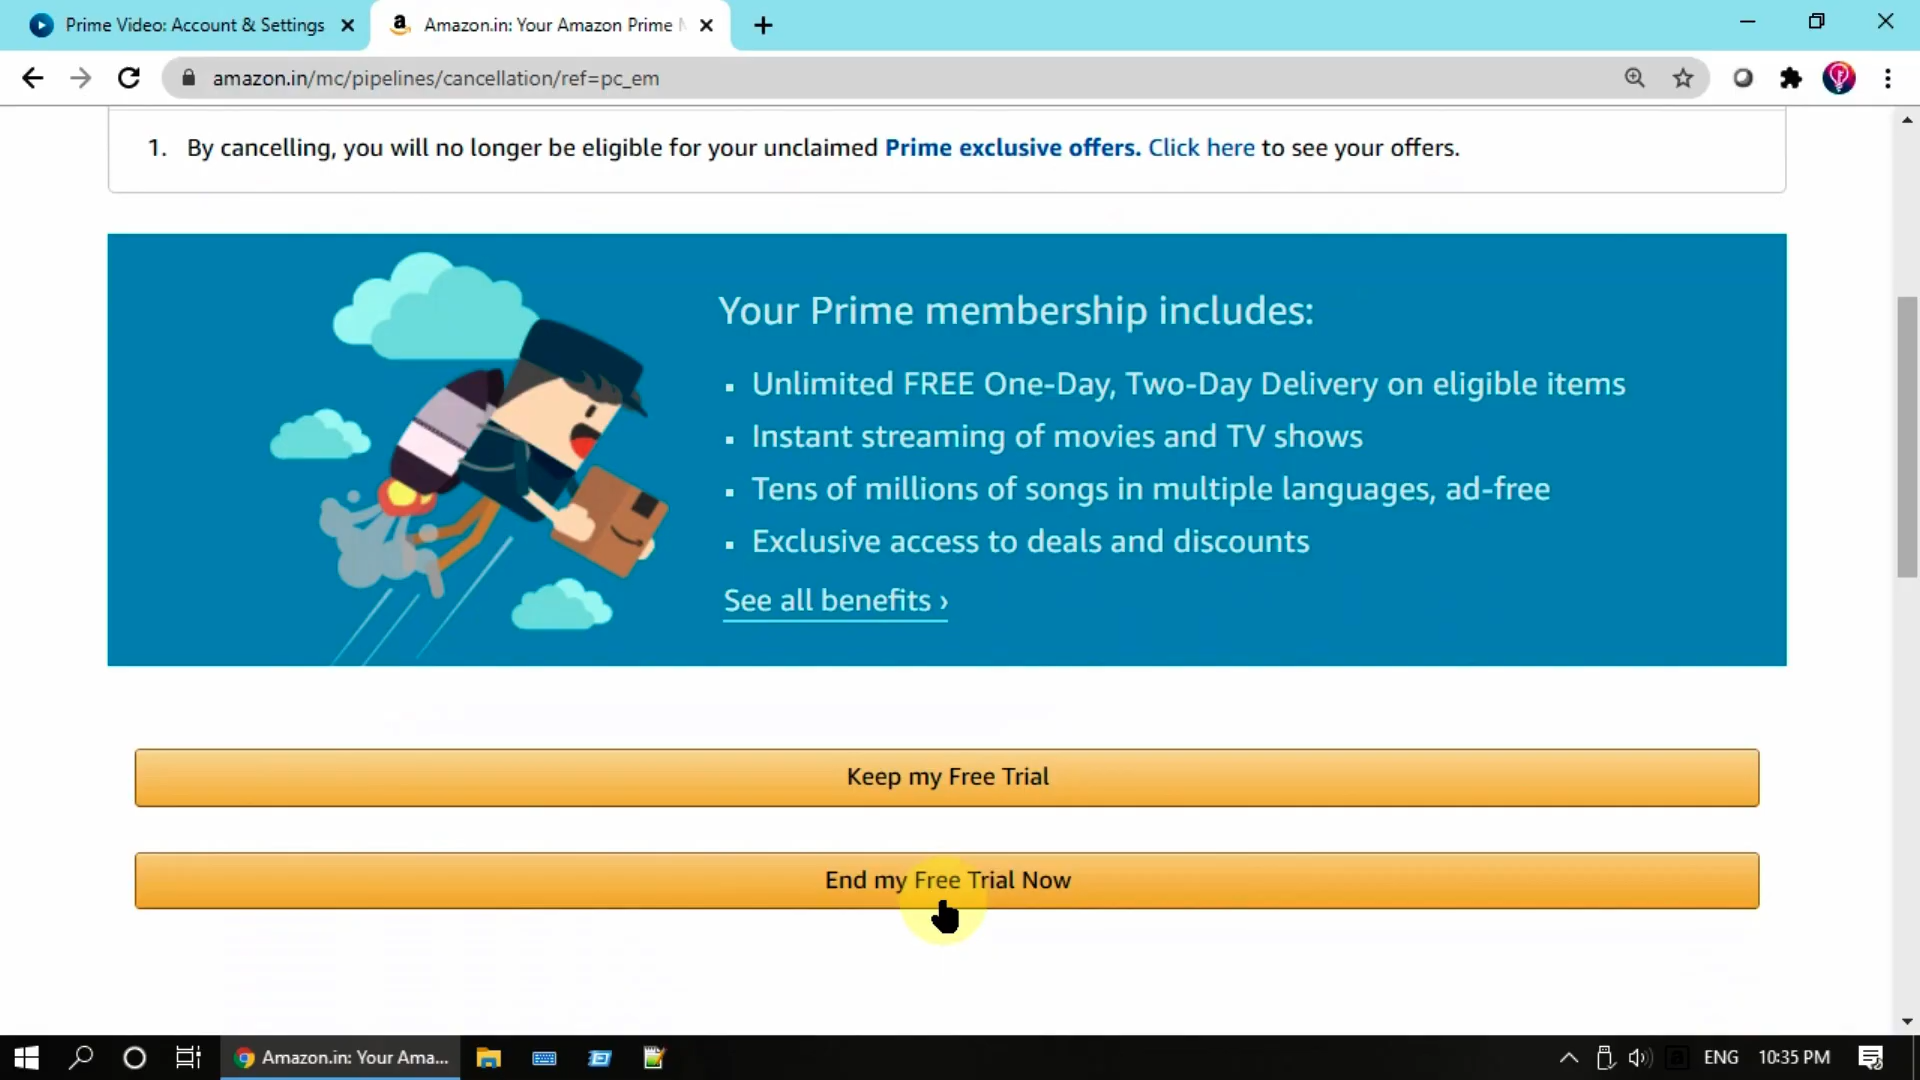 Prime Video: Account & Settings
Amazon.in: Your Amazon Prime
amazon.in/mc/pipelines/cancellation/ref=pc_em
1. By cancelling, you will no longer be eligible for your unclaimed Prime exclusive offers. Click here to see your offers.
Your Prime membership includes:
▪ Unlimited FREE One-Day, Two-Day Delivery on eligible items
▪ Instant streaming of movies and TV shows
▪ Tens of millions of songs in multiple languages, ad-free
▪ Exclusive access to deals and discounts
See all benefits ›
Keep my Free Trial
End my Free Trial Now
Amazon.in: Your Ama...
ENG
10:35 PM